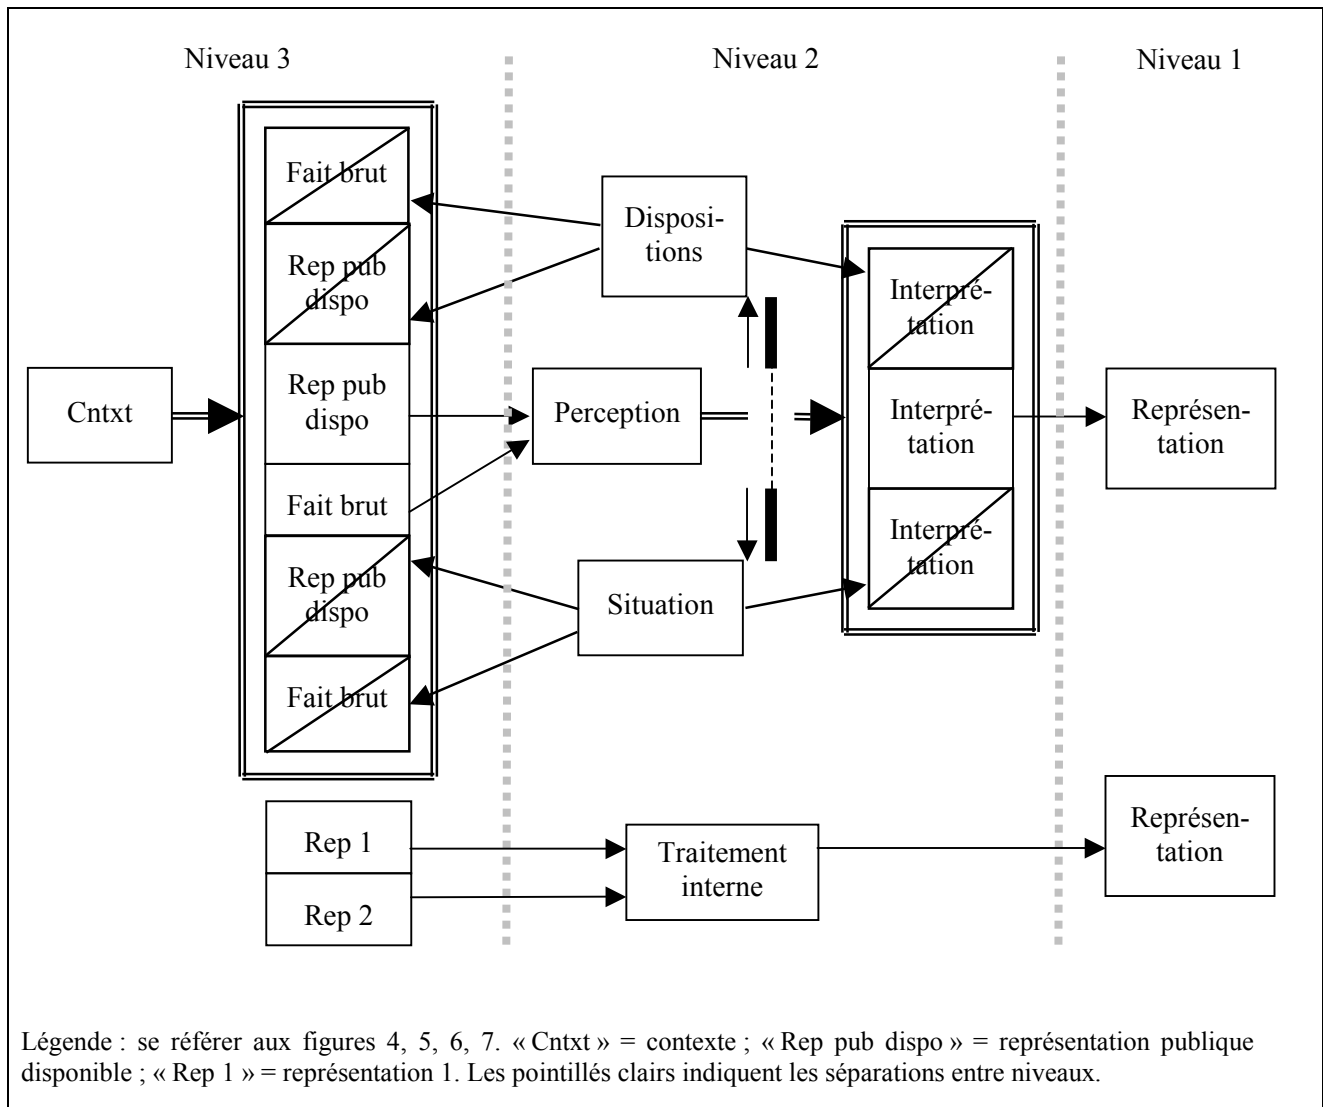 Niveau 3
Niveau 2
Niveau 1
Fait brut
Rep pub
dispo
Rep pub
dispo
Fait brut
Rep pub
dispo
Fait brut
Cntxt
Disposi-
tions
Perception
Situation
Interpré-
tation
Interpré-
tation
Interpré-
tation
Représen-
tation
Rep 1
Rep 2
Traitement
interne
Représen-
tation
Légende : se référer aux figures 4, 5, 6, 7. « Cntxt » = contexte ; « Rep pub dispo » = représentation publique
disponible ; « Rep 1 » = représentation 1. Les pointillés clairs indiquent les séparations entre niveaux.